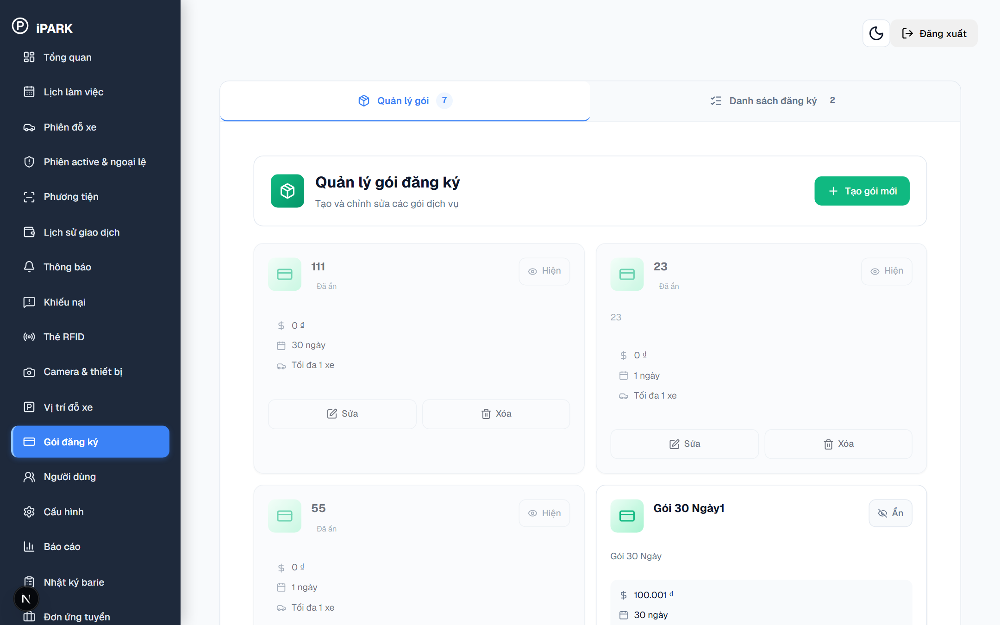 iPARK
Tổng quan
Lịch làm việc
Phiên đỗ xe
Phiên active & ngoại lệ
Phương tiện
Lịch sử giao dịch
Thông báo
Khiếu nại
Thẻ RFID
Camera & thiết bị
Vị trí đỗ xe
Gói đăng ký
Người dùng
Cấu hình
Báo cáo
Nhật ký barie
Đơn ứng tuyển
N
Đăng xuất
Quản lý gói 7
Danh sách đăng ký 2
Quản lý gói đăng ký
Tạo và chỉnh sửa các gói dịch vụ
Tạo gói mới
111
Đã ẩn
Hiện
0 ₫
30 ngày
Tối đa 1 xe
Sửa
Xóa
23
Đã ẩn
Hiện
23
0 ₫
1 ngày
Tối đa 1 xe
Sửa
Xóa
55
Đã ẩn
Hiện
0 ₫
1 ngày
Tối đa 1 xe
Gói 30 Ngày1
Ẩn
Gói 30 Ngày
100.001 ₫
30 ngày